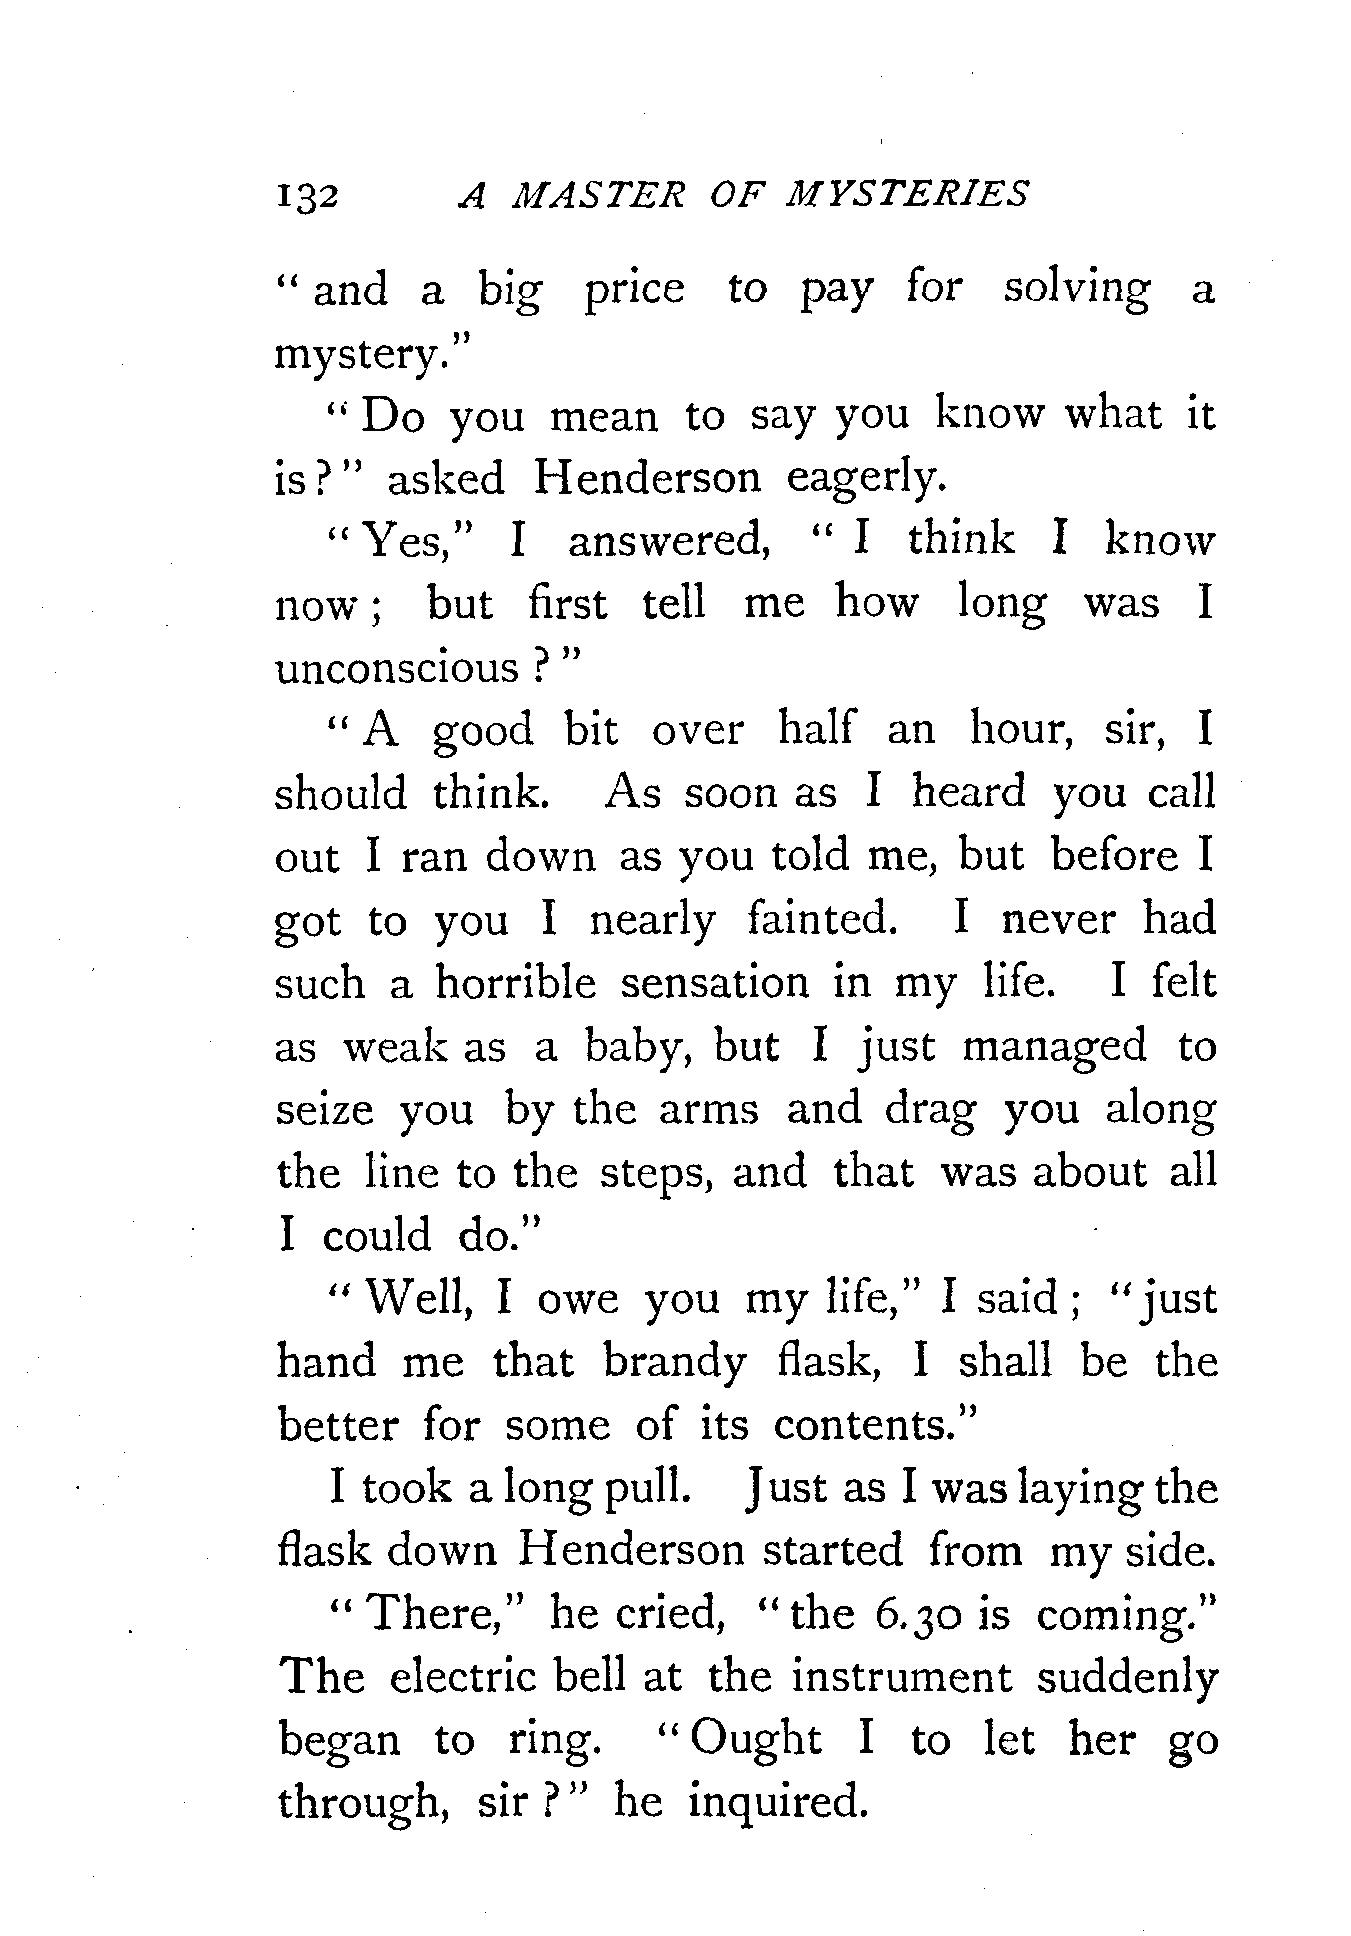 132 A MASTER OF MYSTERIES
“ and a big price to pay for solving a
mystery.”
“ Do you mean to say you know what it
is ? ” asked Henderson eagerly.
“ Yes,” I answered, “ I think I know
now ; but first tell me how long was I
unconscious ? ”
“ A good bit over half an hour, sir, I
should think. As soon as I heard you call
out I ran down as you told me, but before I
got to you I nearly fainted. I never had
such a horrible sensation in my life. I felt
as weak as a baby, but I just managed to
seize you by the arms and drag you along
the line to the steps, and that was about all
I could do.”
“ Well, I owe you my life,” I said ; “ just
hand me that brandy flask, I shall be the
better for some of its contents.”
I took a long pull. Just as I was laying the
flask down Henderson started from my side.
“ There,” he cried, “ the 6.30 is coming.”
The electric bell at the instrument suddenly
began to ring. “ Ought I to let her go
through, sir ? ” he inquired.